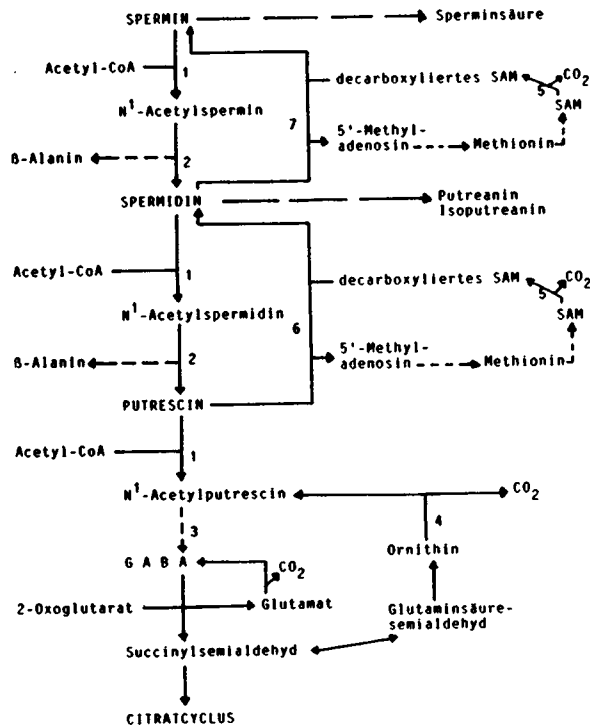 SPERMIN
Sperminsäure
Acetyl-CoA
1
decarboxyliertes SAM
5
CO2
SAM
N1-Acetylspermin
7
5'-Methyl-
adenosin
Methionin
ß-Alanin
2
SPERMIDIN
Putreanin
Isoputreanin
Acetyl-CoA
1
decarboxyliertes SAM
5
CO2
SAM
N1-Acetylspermidin
6
5'-Methyl-
adenosin
Methionin
ß-Alanin
2
PUTRESCIN
Acetyl-CoA
1
N1-Acetylputrescin
CO2
3
4
Ornithin
G A B A
CO2
2-Oxoglutarat
Glutamat
Glutaminsäure-
semialdehyd
Succinylsemialdehyd
CITRATCYCLUS